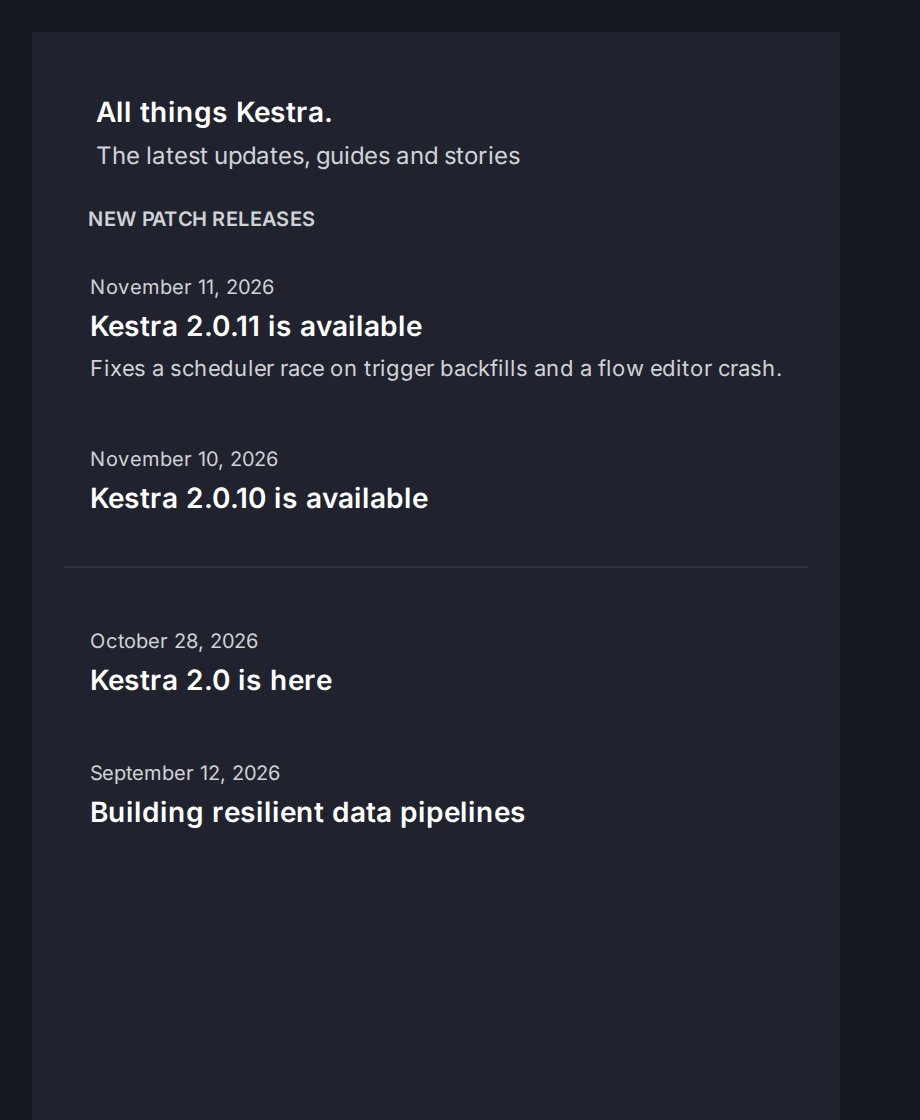 All things Kestra.
The latest updates, guides and stories
NEW PATCH RELEASES
November 11, 2026
Kestra 2.0.11 is available
Fixes a scheduler race on trigger backfills and a flow editor crash.
November 10, 2026
Kestra 2.0.10 is available
October 28, 2026
Kestra 2.0 is here
September 12, 2026
Building resilient data pipelines